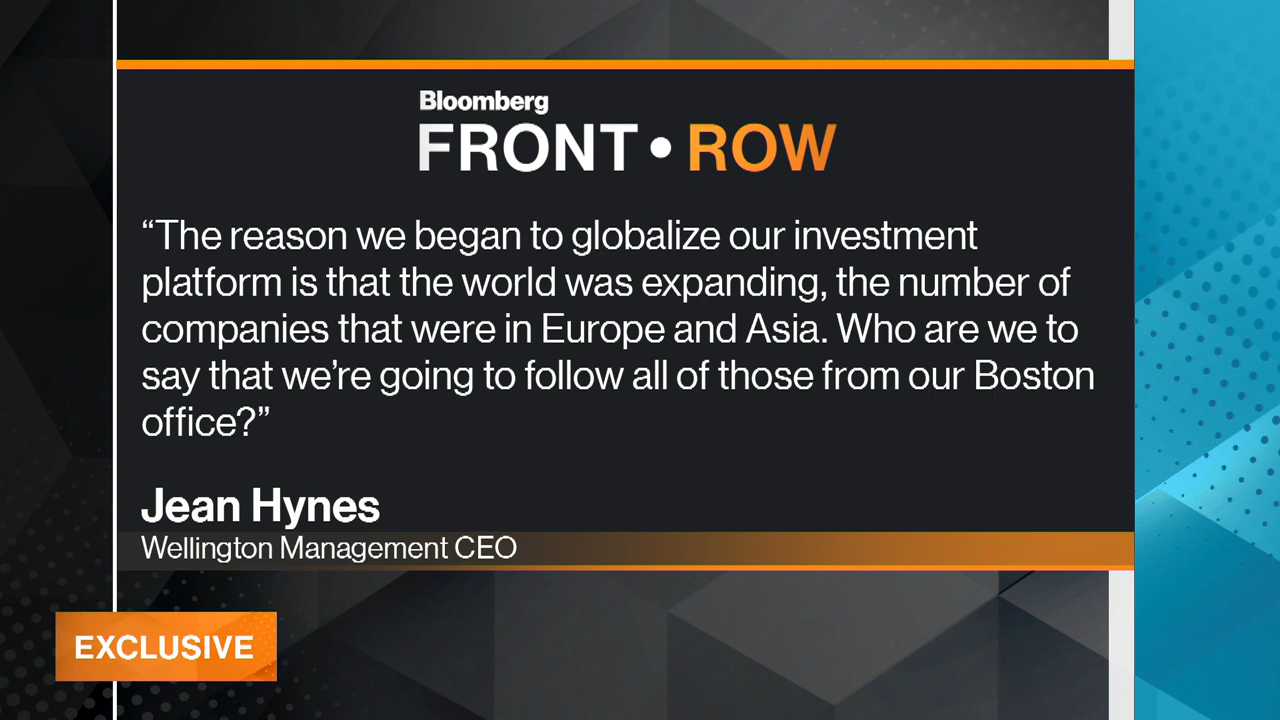 Bloomberg
FRONT • ROW
“The reason we began to globalize our investment
platform is that the world was expanding, the number of
companies that were in Europe and Asia. Who are we to
say that we’re going to follow all of those from our Boston
office?”
Jean Hynes
Wellington Management CEO
EXCLUSIVE